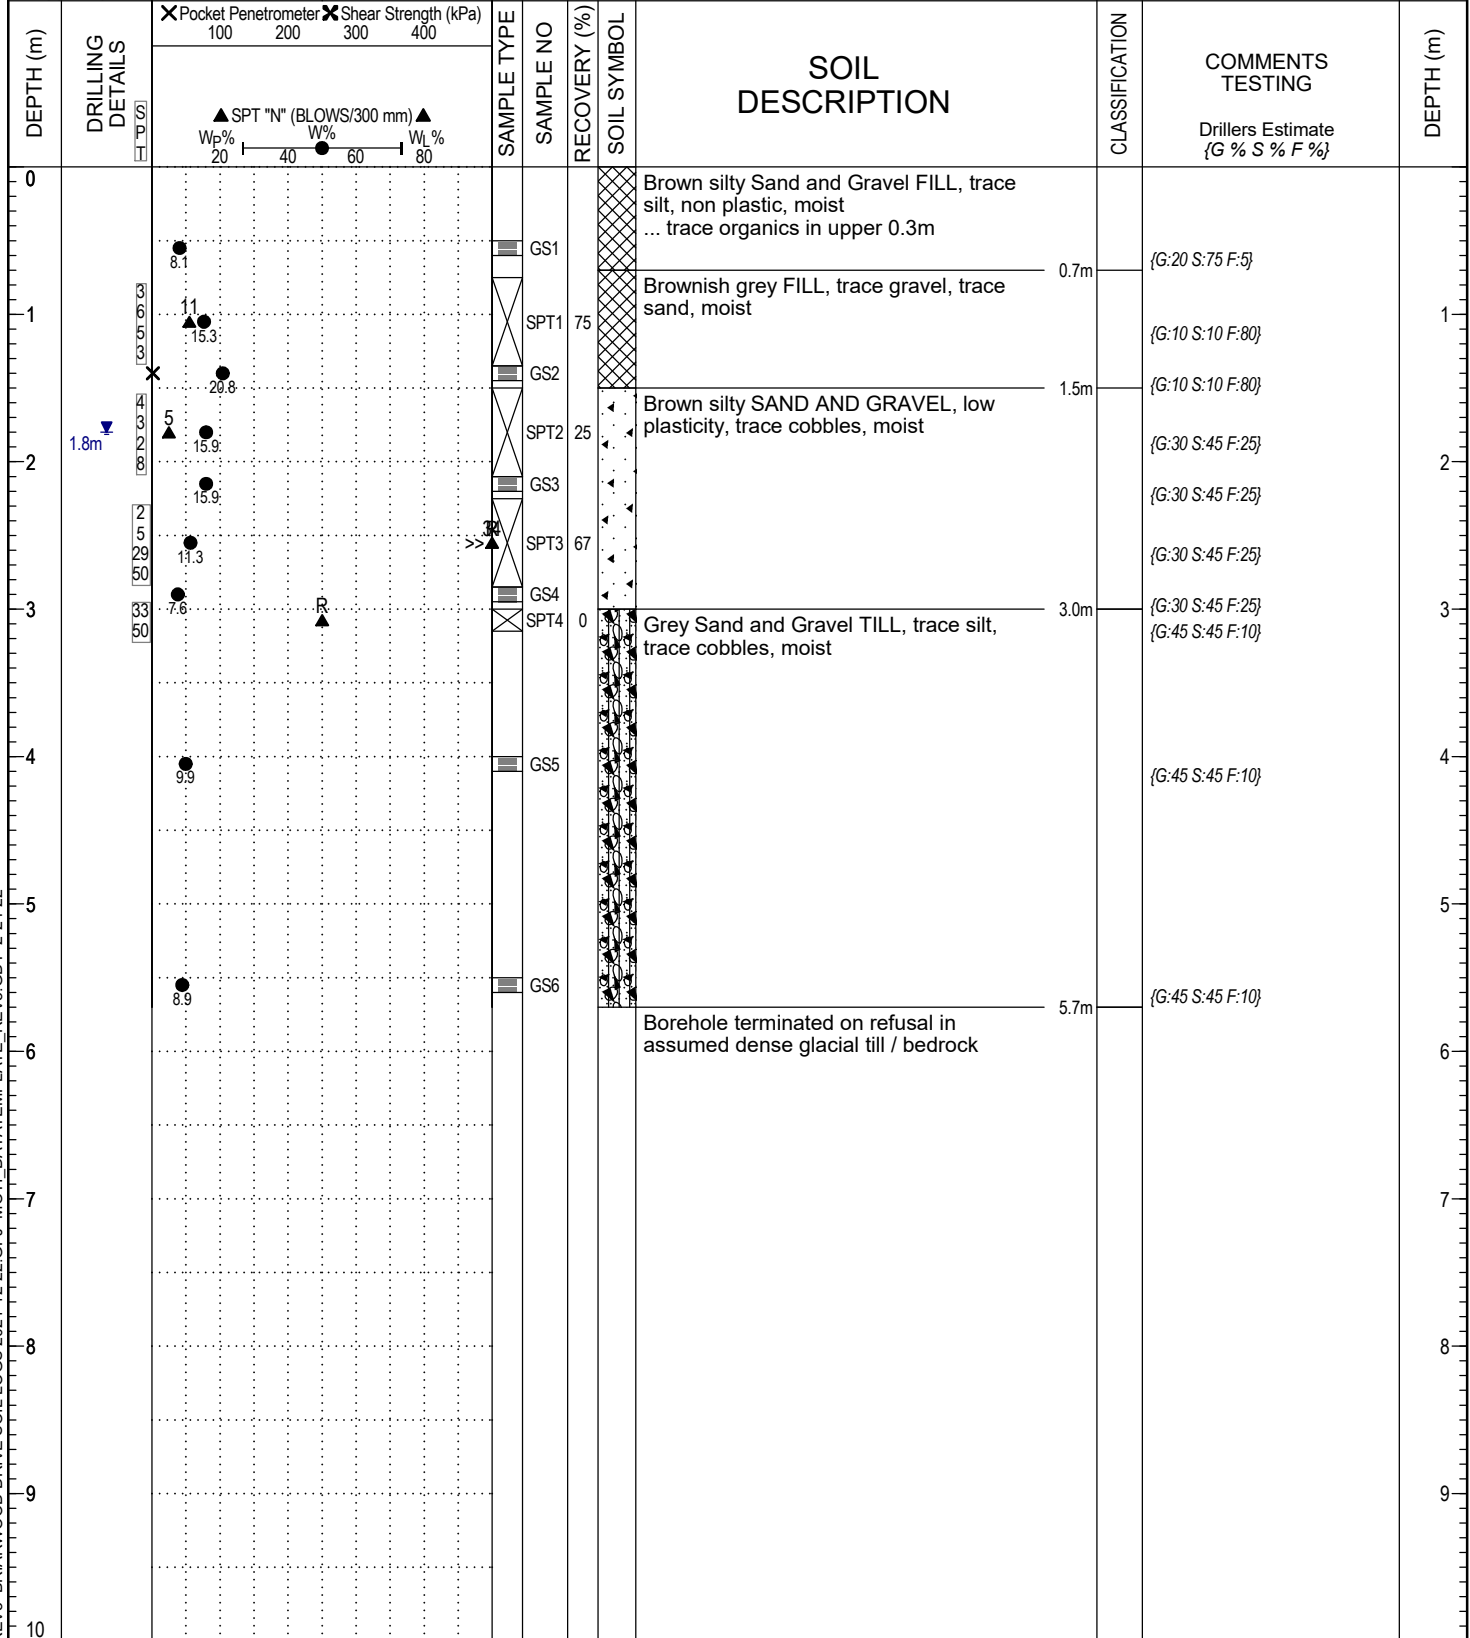 DEPTH (m)
DRILLING
DETAILS
S
P
T
Pocket Penetrometer Shear Strength (kPa)
100 200 300 400
SPT "N" (BLOWS/300 mm)
WP% W% WL%
20 40 60 80
SAMPLE TYPE
SAMPLE NO
RECOVERY (%)
SOIL SYMBOL
SOIL
DESCRIPTION
CLASSIFICATION
COMMENTS
TESTING
Drillers Estimate
{G % S % F %}
DEPTH (m)
0
Brown silty Sand and Gravel FILL, trace
silt, non plastic, moist
... trace organics in upper 0.3m
8.1
GS1
0.7m
{G:20 S:75 F:5}
Brownish grey FILL, trace gravel, trace
sand, moist
3
6
5
3
11
15.3
SPT1 75
{G:10 S:10 F:80}
1
1
20.8
GS2
1.5m
{G:10 S:10 F:80}
Brown silty SAND AND GRAVEL, low
plasticity, trace cobbles, moist
1.8m
4
3
2
8
5
15.9
SPT2 25
{G:30 S:45 F:25}
2
2
15.9
GS3
{G:30 S:45 F:25}
2
5
29
50
11.3
34
>>
SPT3 67
{G:30 S:45 F:25}
7.6
GS4
{G:30 S:45 F:25}
3
3.0m
3
33
50
R
SPT4 0
Grey Sand and Gravel TILL, trace silt,
trace cobbles, moist
{G:45 S:45 F:10}
4
9.9
GS5
{G:45 S:45 F:10}
4
5
5
8.9
GS6
{G:45 S:45 F:10}
5.7m
Borehole terminated on refusal in
assumed dense glacial till / bedrock
6
6
7
7
8
8
9
9
10